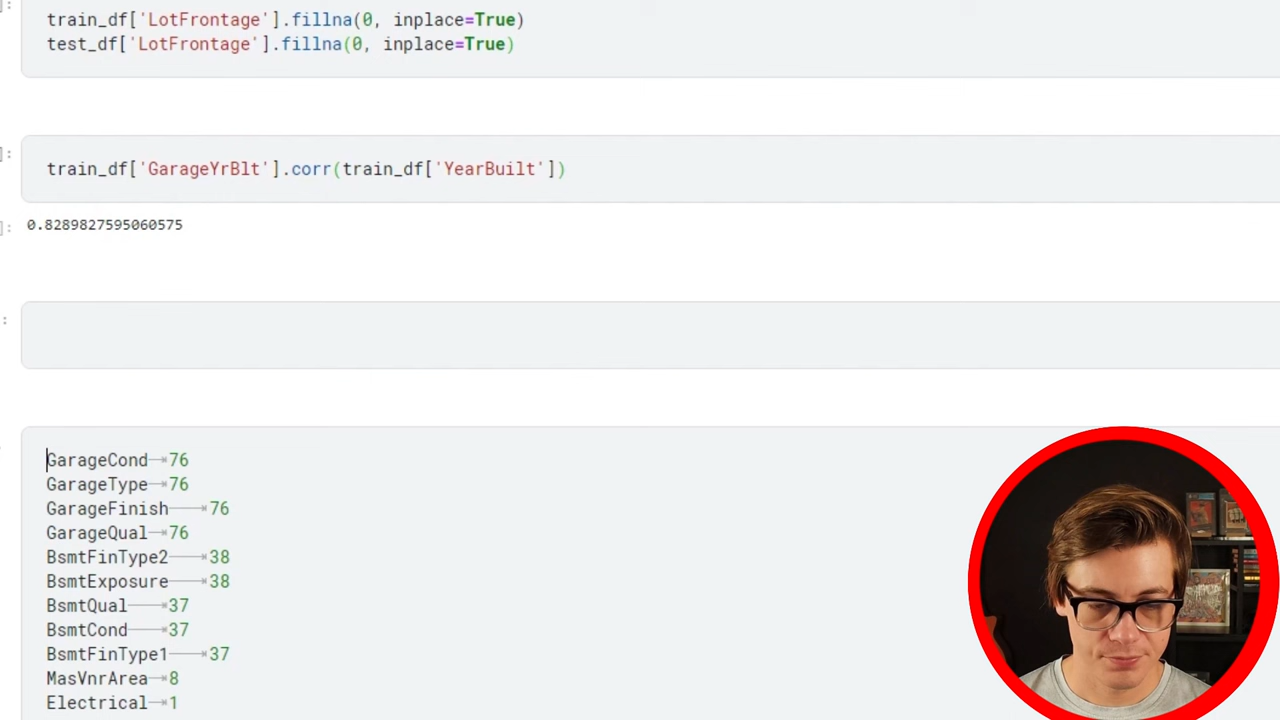 train_df['LotFrontage'].fillna(0, inplace=True)
test_df['LotFrontage'].fillna(0, inplace=True)
]:
train_df['GarageYrBlt'].corr(train_df['YearBuilt'])
]:
0.8289827595060575
:
GarageCond 76
GarageType 76
GarageFinish 76
GarageQual 76
BsmtFinType2 38
BsmtExposure 38
BsmtQual 37
BsmtCond 37
BsmtFinType1 37
MasVnrArea 8
Electrical 1